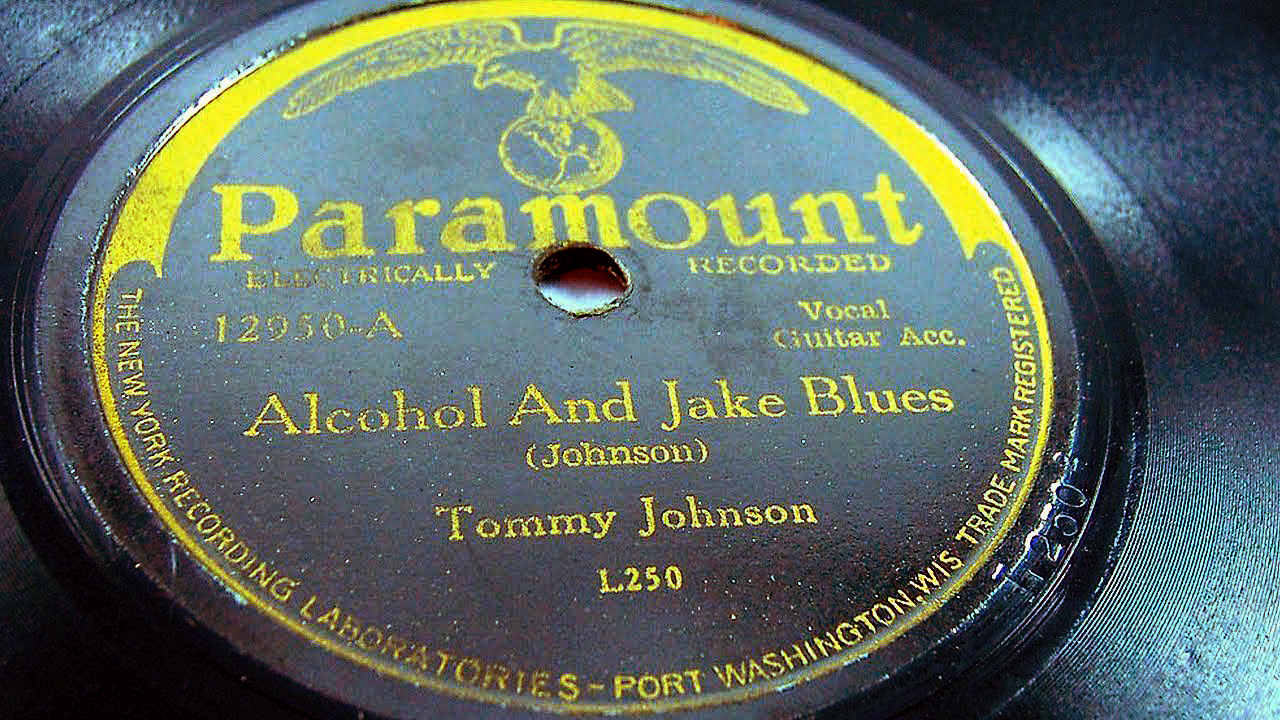 Paramount
ELECTRICALLY RECORDED
12950-A
Vocal
Guitar Acc.
Alcohol And Jake Blues
(Johnson)
Tommy Johnson
L250
THE NEW YORK RECORDING LABORATORIES - PORT WASHINGTON, WIS TRADE MARK REGISTERED